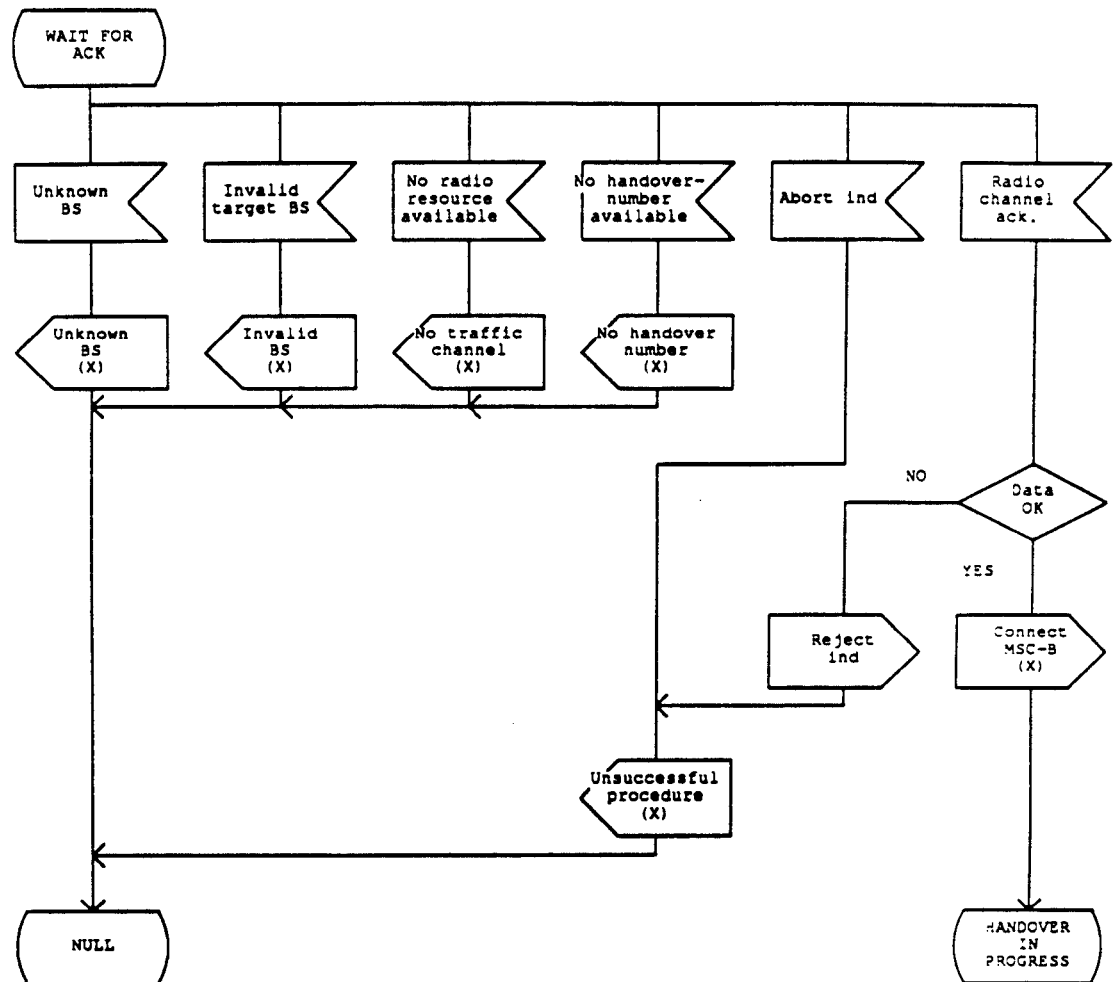 WAIT FOR
ACK
Unknown
BS
Invalid
target BS
No radio
resource
available
No handover-
number
available
Abort ind
Radio
channel
ack.
Unknown
BS
(X)
Invalid
BS
(X)
No traffic
channel
(X)
No handover
number
(X)
NO
Data
OK
YES
Reject
ind
Connect
MSC-B
(X)
Unsuccessful
procedure
(X)
NULL
HANDOVER
IN
PROGRESS